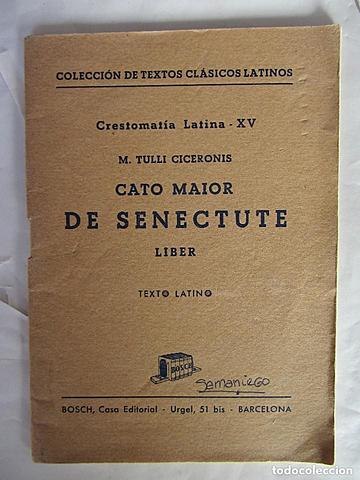 COLECCIÓN DE TEXTOS CLÁSICOS LATINOS
Crestomatía Latina - XV
M. TULLI CICERONIS
CATO MAIOR
DE SENECTUTE
LIBER
TEXTO LATINO
BOSCH
Samaniego
BOSCH, Casa Editorial - Urgel, 51 bis - BARCELONA
todocoleccion